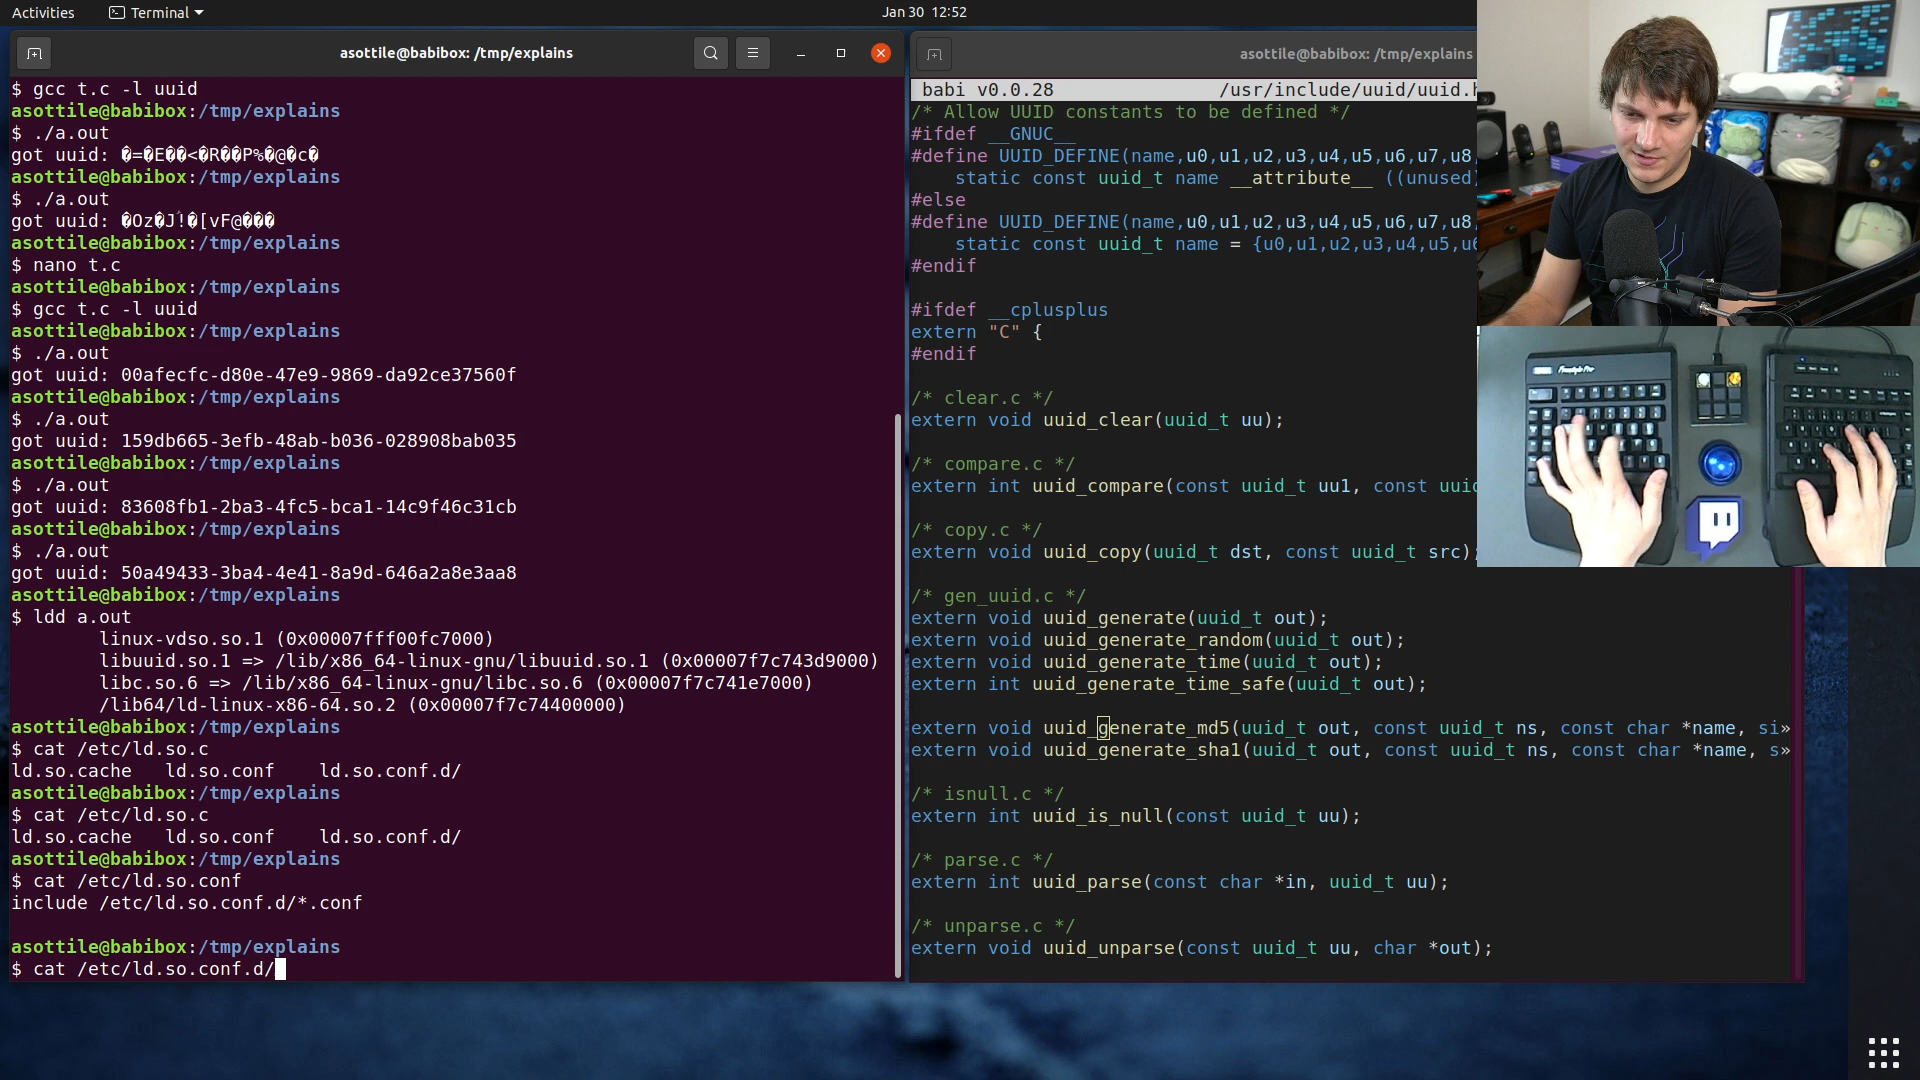 Activities
Terminal
Jan 30 12:52
asottile@babibox: /tmp/explains
$ gcc t.c -l uuid
asottile@babibox:/tmp/explains
$ ./a.out
got uuid: �=�E��<�R��P%�@�c�
asottile@babibox:/tmp/explains
$ ./a.out
got uuid: �Oz�J!�[vF@���
asottile@babibox:/tmp/explains
$ nano t.c
asottile@babibox:/tmp/explains
$ gcc t.c -l uuid
asottile@babibox:/tmp/explains
$ ./a.out
got uuid: 00afecfc-d80e-47e9-9869-da92ce37560f
asottile@babibox:/tmp/explains
$ ./a.out
got uuid: 159db665-3efb-48ab-b036-028908bab035
asottile@babibox:/tmp/explains
$ ./a.out
got uuid: 83608fb1-2ba3-4fc5-bca1-14c9f46c31cb
asottile@babibox:/tmp/explains
$ ./a.out
got uuid: 50a49433-3ba4-4e41-8a9d-646a2a8e3aa8
asottile@babibox:/tmp/explains
$ ldd a.out
linux-vdso.so.1 (0x00007fff00fc7000)
libuuid.so.1 => /lib/x86_64-linux-gnu/libuuid.so.1 (0x00007f7c743d9000)
libc.so.6 => /lib/x86_64-linux-gnu/libc.so.6 (0x00007f7c741e7000)
/lib64/ld-linux-x86-64.so.2 (0x00007f7c74400000)
asottile@babibox:/tmp/explains
$ cat /etc/ld.so.c
ld.so.cache ld.so.conf ld.so.conf.d/
asottile@babibox:/tmp/explains
$ cat /etc/ld.so.c
ld.so.cache ld.so.conf ld.so.conf.d/
asottile@babibox:/tmp/explains
$ cat /etc/ld.so.conf
include /etc/ld.so.conf.d/*.conf
asottile@babibox:/tmp/explains
$ cat /etc/ld.so.conf.d/
asottile@babibox: /tmp/explains
babi v0.0.28 /usr/include/uuid/uuid.h
/* Allow UUID constants to be defined */
#ifdef __GNUC__
#define UUID_DEFINE(name,u0,u1,u2,u3,u4,u5,u6,u7,u8,
static const uuid_t name __attribute__ ((unused)
#else
#define UUID_DEFINE(name,u0,u1,u2,u3,u4,u5,u6,u7,u8,
static const uuid_t name = {u0,u1,u2,u3,u4,u5,u6
#endif
#ifdef __cplusplus
extern "C" {
#endif
/* clear.c */
extern void uuid_clear(uuid_t uu);
/* compare.c */
extern int uuid_compare(const uuid_t uu1, const uuid
/* copy.c */
extern void uuid_copy(uuid_t dst, const uuid_t src);
/* gen_uuid.c */
extern void uuid_generate(uuid_t out);
extern void uuid_generate_random(uuid_t out);
extern void uuid_generate_time(uuid_t out);
extern int uuid_generate_time_safe(uuid_t out);
extern void uuid_generate_md5(uuid_t out, const uuid_t ns, const char *name, si»
extern void uuid_generate_sha1(uuid_t out, const uuid_t ns, const char *name, s»
/* isnull.c */
extern int uuid_is_null(const uuid_t uu);
/* parse.c */
extern int uuid_parse(const char *in, uuid_t uu);
/* unparse.c */
extern void uuid_unparse(const uuid_t uu, char *out);
Freestyle Pro